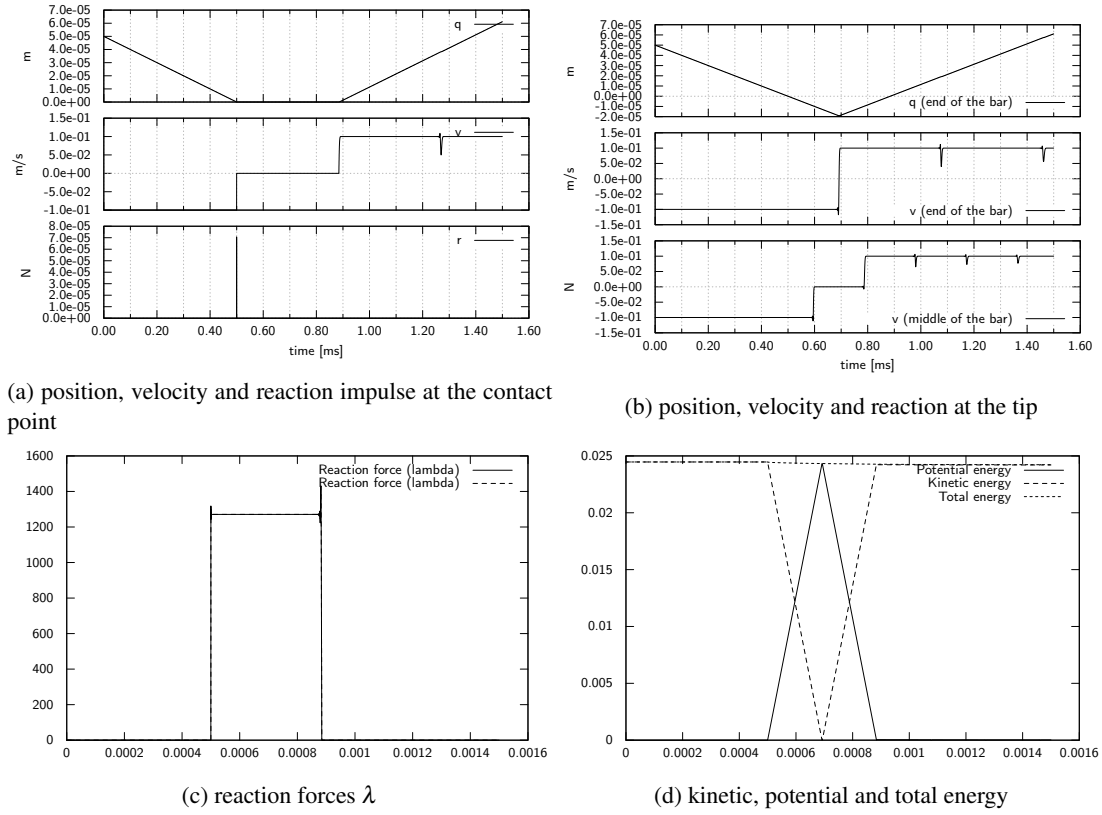 7.0e-05
6.0e-05
5.0e-05
4.0e-05
3.0e-05
2.0e-05
1.0e-05
0.0e+00
m
q
1.5e-01
1.0e-01
5.0e-02
0.0e+00
-5.0e-02
-1.0e-01
m/s
v
8.0e-05
7.0e-05
6.0e-05
5.0e-05
4.0e-05
3.0e-05
2.0e-05
1.0e-05
0.0e+00
N
r
0.00 0.20 0.40 0.60 0.80 1.00 1.20 1.40 1.60
time [ms]
(a) position, velocity and reaction impulse at the contact
point
7.0e-05
6.0e-05
5.0e-05
4.0e-05
3.0e-05
2.0e-05
1.0e-05
0.0e+00
-1.0e-05
-2.0e-05
m
q (end of the bar)
1.5e-01
1.0e-01
5.0e-02
0.0e+00
-5.0e-02
-1.0e-01
-1.5e-01
m/s
v (end of the bar)
1.5e-01
1.0e-01
5.0e-02
0.0e+00
-5.0e-02
-1.0e-01
-1.5e-01
N
v (middle of the bar)
0.00 0.20 0.40 0.60 0.80 1.00 1.20 1.40 1.60
time [ms]
(b) position, velocity and reaction at the tip
1600
1400
1200
1000
800
600
400
200
0
Reaction force (lambda)
Reaction force (lambda)
0 0.0002 0.0004 0.0006 0.0008 0.001 0.0012 0.0014 0.0016
(c) reaction forces λ
0.025
0.02
0.015
0.01
0.005
0
Potential energy
Kinetic energy
Total energy
0 0.0002 0.0004 0.0006 0.0008 0.001 0.0012 0.0014 0.0016
(d) kinetic, potential and total energy